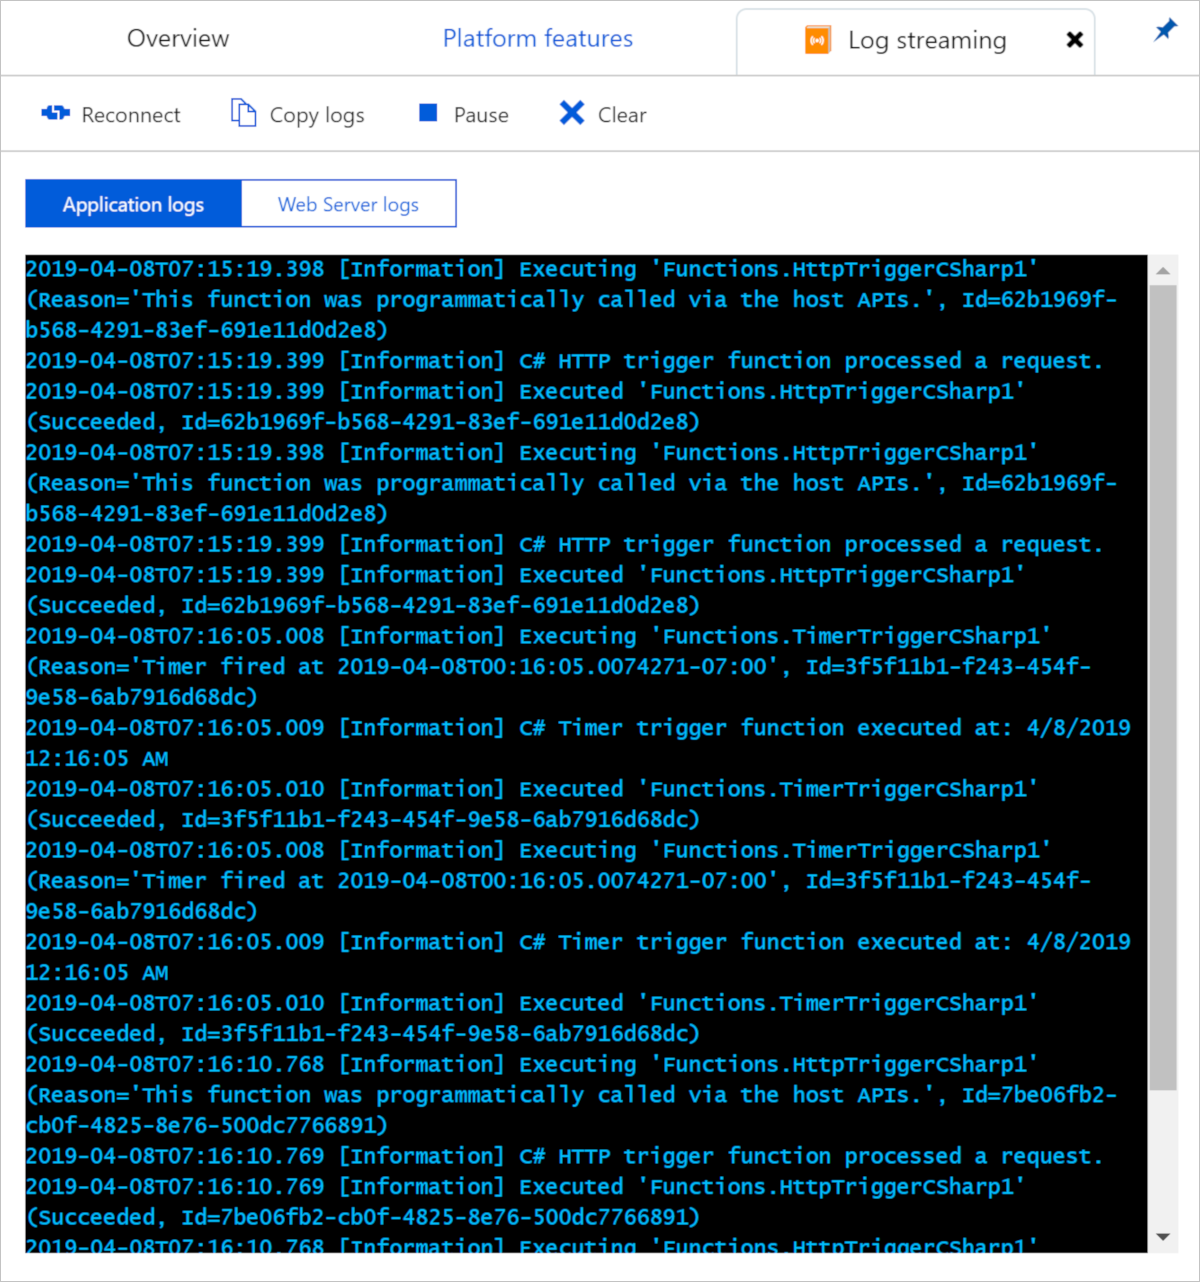 Overview
Platform features
Log streaming
Reconnect
Copy logs
Pause
Clear
Application logs
Web Server logs
2019-04-08T07:15:19.398 [Information] Executing 'Functions.HttpTriggerCSharp1'
(Reason='This function was programmatically called via the host APIs.', Id=62b1969f-
b568-4291-83ef-691e11d0d2e8)
2019-04-08T07:15:19.399 [Information] C# HTTP trigger function processed a request.
2019-04-08T07:15:19.399 [Information] Executed 'Functions.HttpTriggerCSharp1'
(Succeeded, Id=62b1969f-b568-4291-83ef-691e11d0d2e8)
2019-04-08T07:15:19.398 [Information] Executing 'Functions.HttpTriggerCSharp1'
(Reason='This function was programmatically called via the host APIs.', Id=62b1969f-
b568-4291-83ef-691e11d0d2e8)
2019-04-08T07:15:19.399 [Information] C# HTTP trigger function processed a request.
2019-04-08T07:15:19.399 [Information] Executed 'Functions.HttpTriggerCSharp1'
(Succeeded, Id=62b1969f-b568-4291-83ef-691e11d0d2e8)
2019-04-08T07:16:05.008 [Information] Executing 'Functions.TimerTriggerCSharp1'
(Reason='Timer fired at 2019-04-08T00:16:05.0074271-07:00', Id=3f5f11b1-f243-454f-
9e58-6ab7916d68dc)
2019-04-08T07:16:05.009 [Information] C# Timer trigger function executed at: 4/8/2019
12:16:05 AM
2019-04-08T07:16:05.010 [Information] Executed 'Functions.TimerTriggerCSharp1'
(Succeeded, Id=3f5f11b1-f243-454f-9e58-6ab7916d68dc)
2019-04-08T07:16:05.008 [Information] Executing 'Functions.TimerTriggerCSharp1'
(Reason='Timer fired at 2019-04-08T00:16:05.0074271-07:00', Id=3f5f11b1-f243-454f-
9e58-6ab7916d68dc)
2019-04-08T07:16:05.009 [Information] C# Timer trigger function executed at: 4/8/2019
12:16:05 AM
2019-04-08T07:16:05.010 [Information] Executed 'Functions.TimerTriggerCSharp1'
(Succeeded, Id=3f5f11b1-f243-454f-9e58-6ab7916d68dc)
2019-04-08T07:16:10.768 [Information] Executing 'Functions.HttpTriggerCSharp1'
(Reason='This function was programmatically called via the host APIs.', Id=7be06fb2-
cb0f-4825-8e76-500dc7766891)
2019-04-08T07:16:10.769 [Information] C# HTTP trigger function processed a request.
2019-04-08T07:16:10.769 [Information] Executed 'Functions.HttpTriggerCSharp1'
(Succeeded, Id=7be06fb2-cb0f-4825-8e76-500dc7766891)
2019-04-08T07:16:10.768 [Information] Executing 'Functions.HttpTriggerCSharp1'